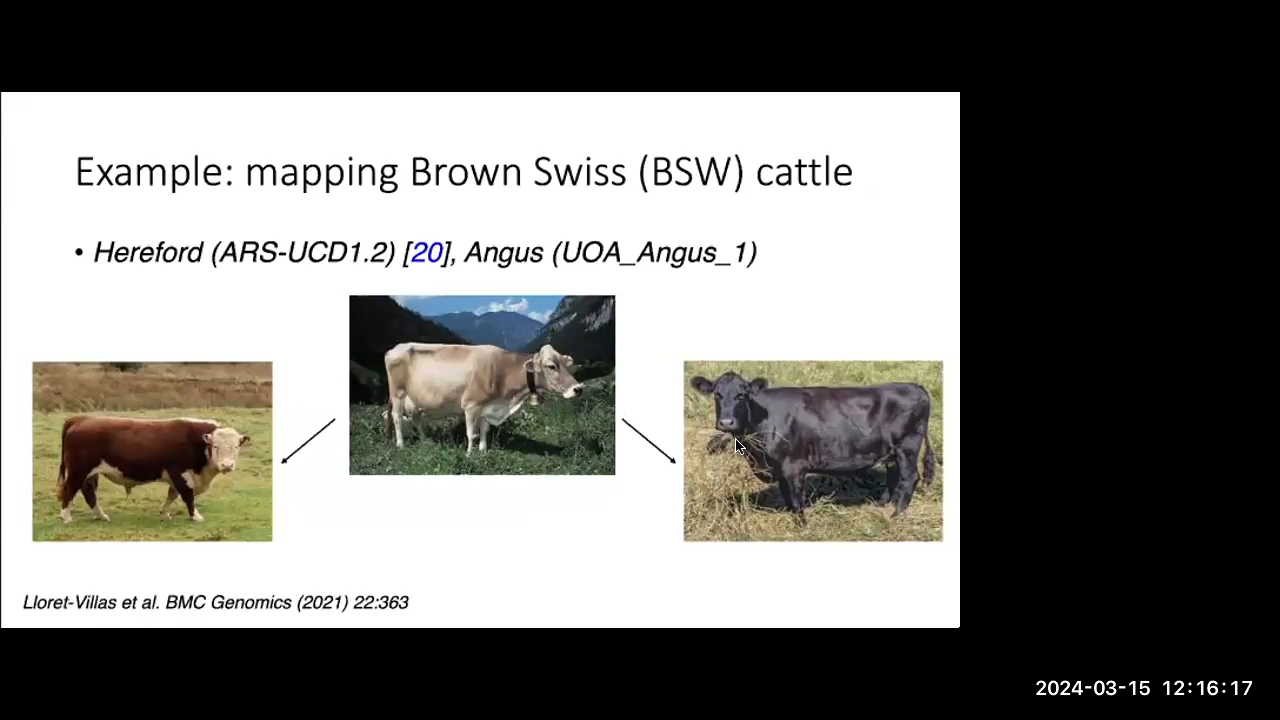 Example: mapping Brown Swiss (BSW) cattle
• Hereford (ARS-UCD1.2) [20], Angus (UOA_Angus_1)
Lloret-Villas et al. BMC Genomics (2021) 22:363
2024-03-15 12:16:17